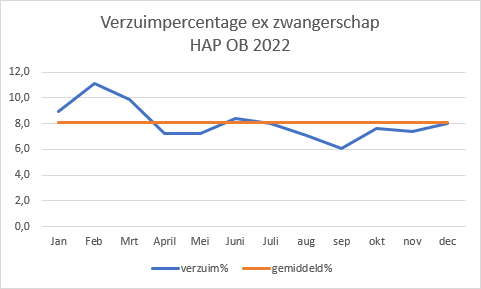 Verzuimpercentage ex zwangerschap
HAP OB 2022
12,0
10,0
8,0
6,0
4,0
2,0
0,0
Jan Feb Mrt April Mei Juni Juli aug sep okt nov dec
verzuim% gemiddeld%